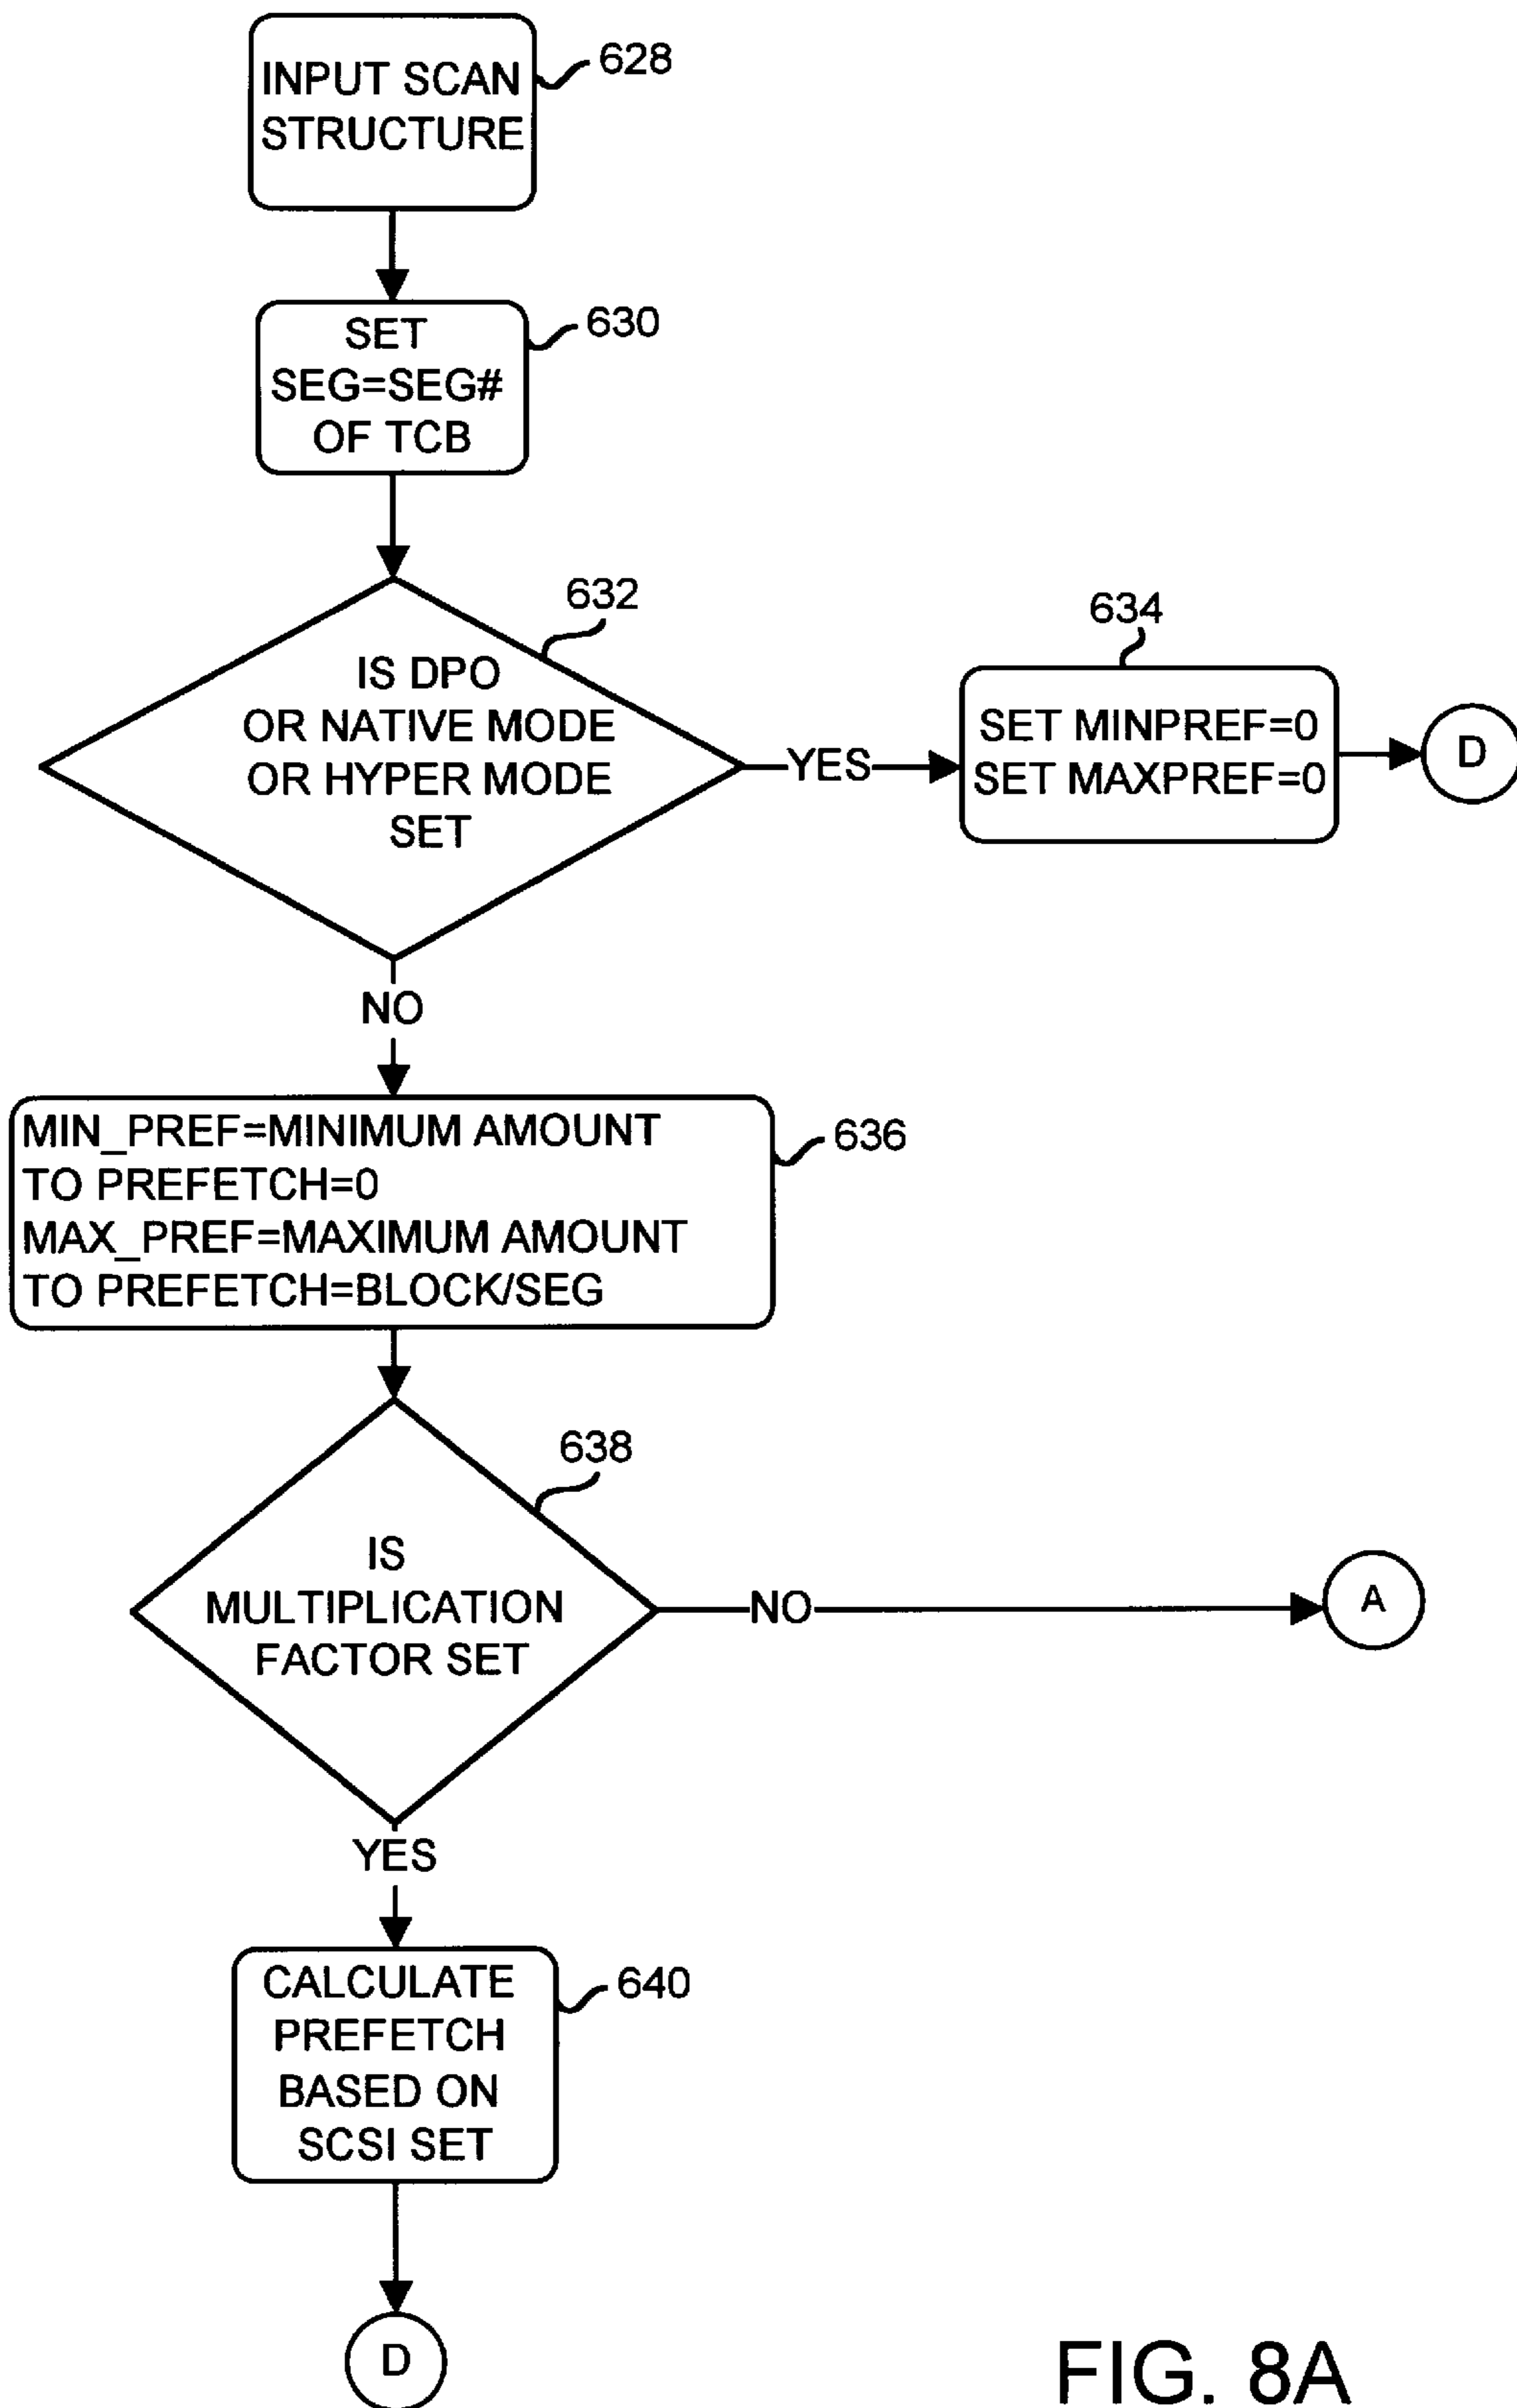 INPUT SCAN
STRUCTURE
628
SET
SEG=SEG#
OF TCB
630
632
IS DPO
OR NATIVE MODE
OR HYPER MODE
SET
YES
634
SET MINPREF=0
SET MAXPREF=0
D
NO
MIN_PREF=MINIMUM AMOUNT
TO PREFETCH=0
MAX_PREF=MAXIMUM AMOUNT
TO PREFETCH=BLOCK/SEG
636
638
IS
MULTIPLICATION
FACTOR SET
NO
A
YES
CALCULATE
PREFETCH
BASED ON
SCSI SET
640
D
FIG. 8A